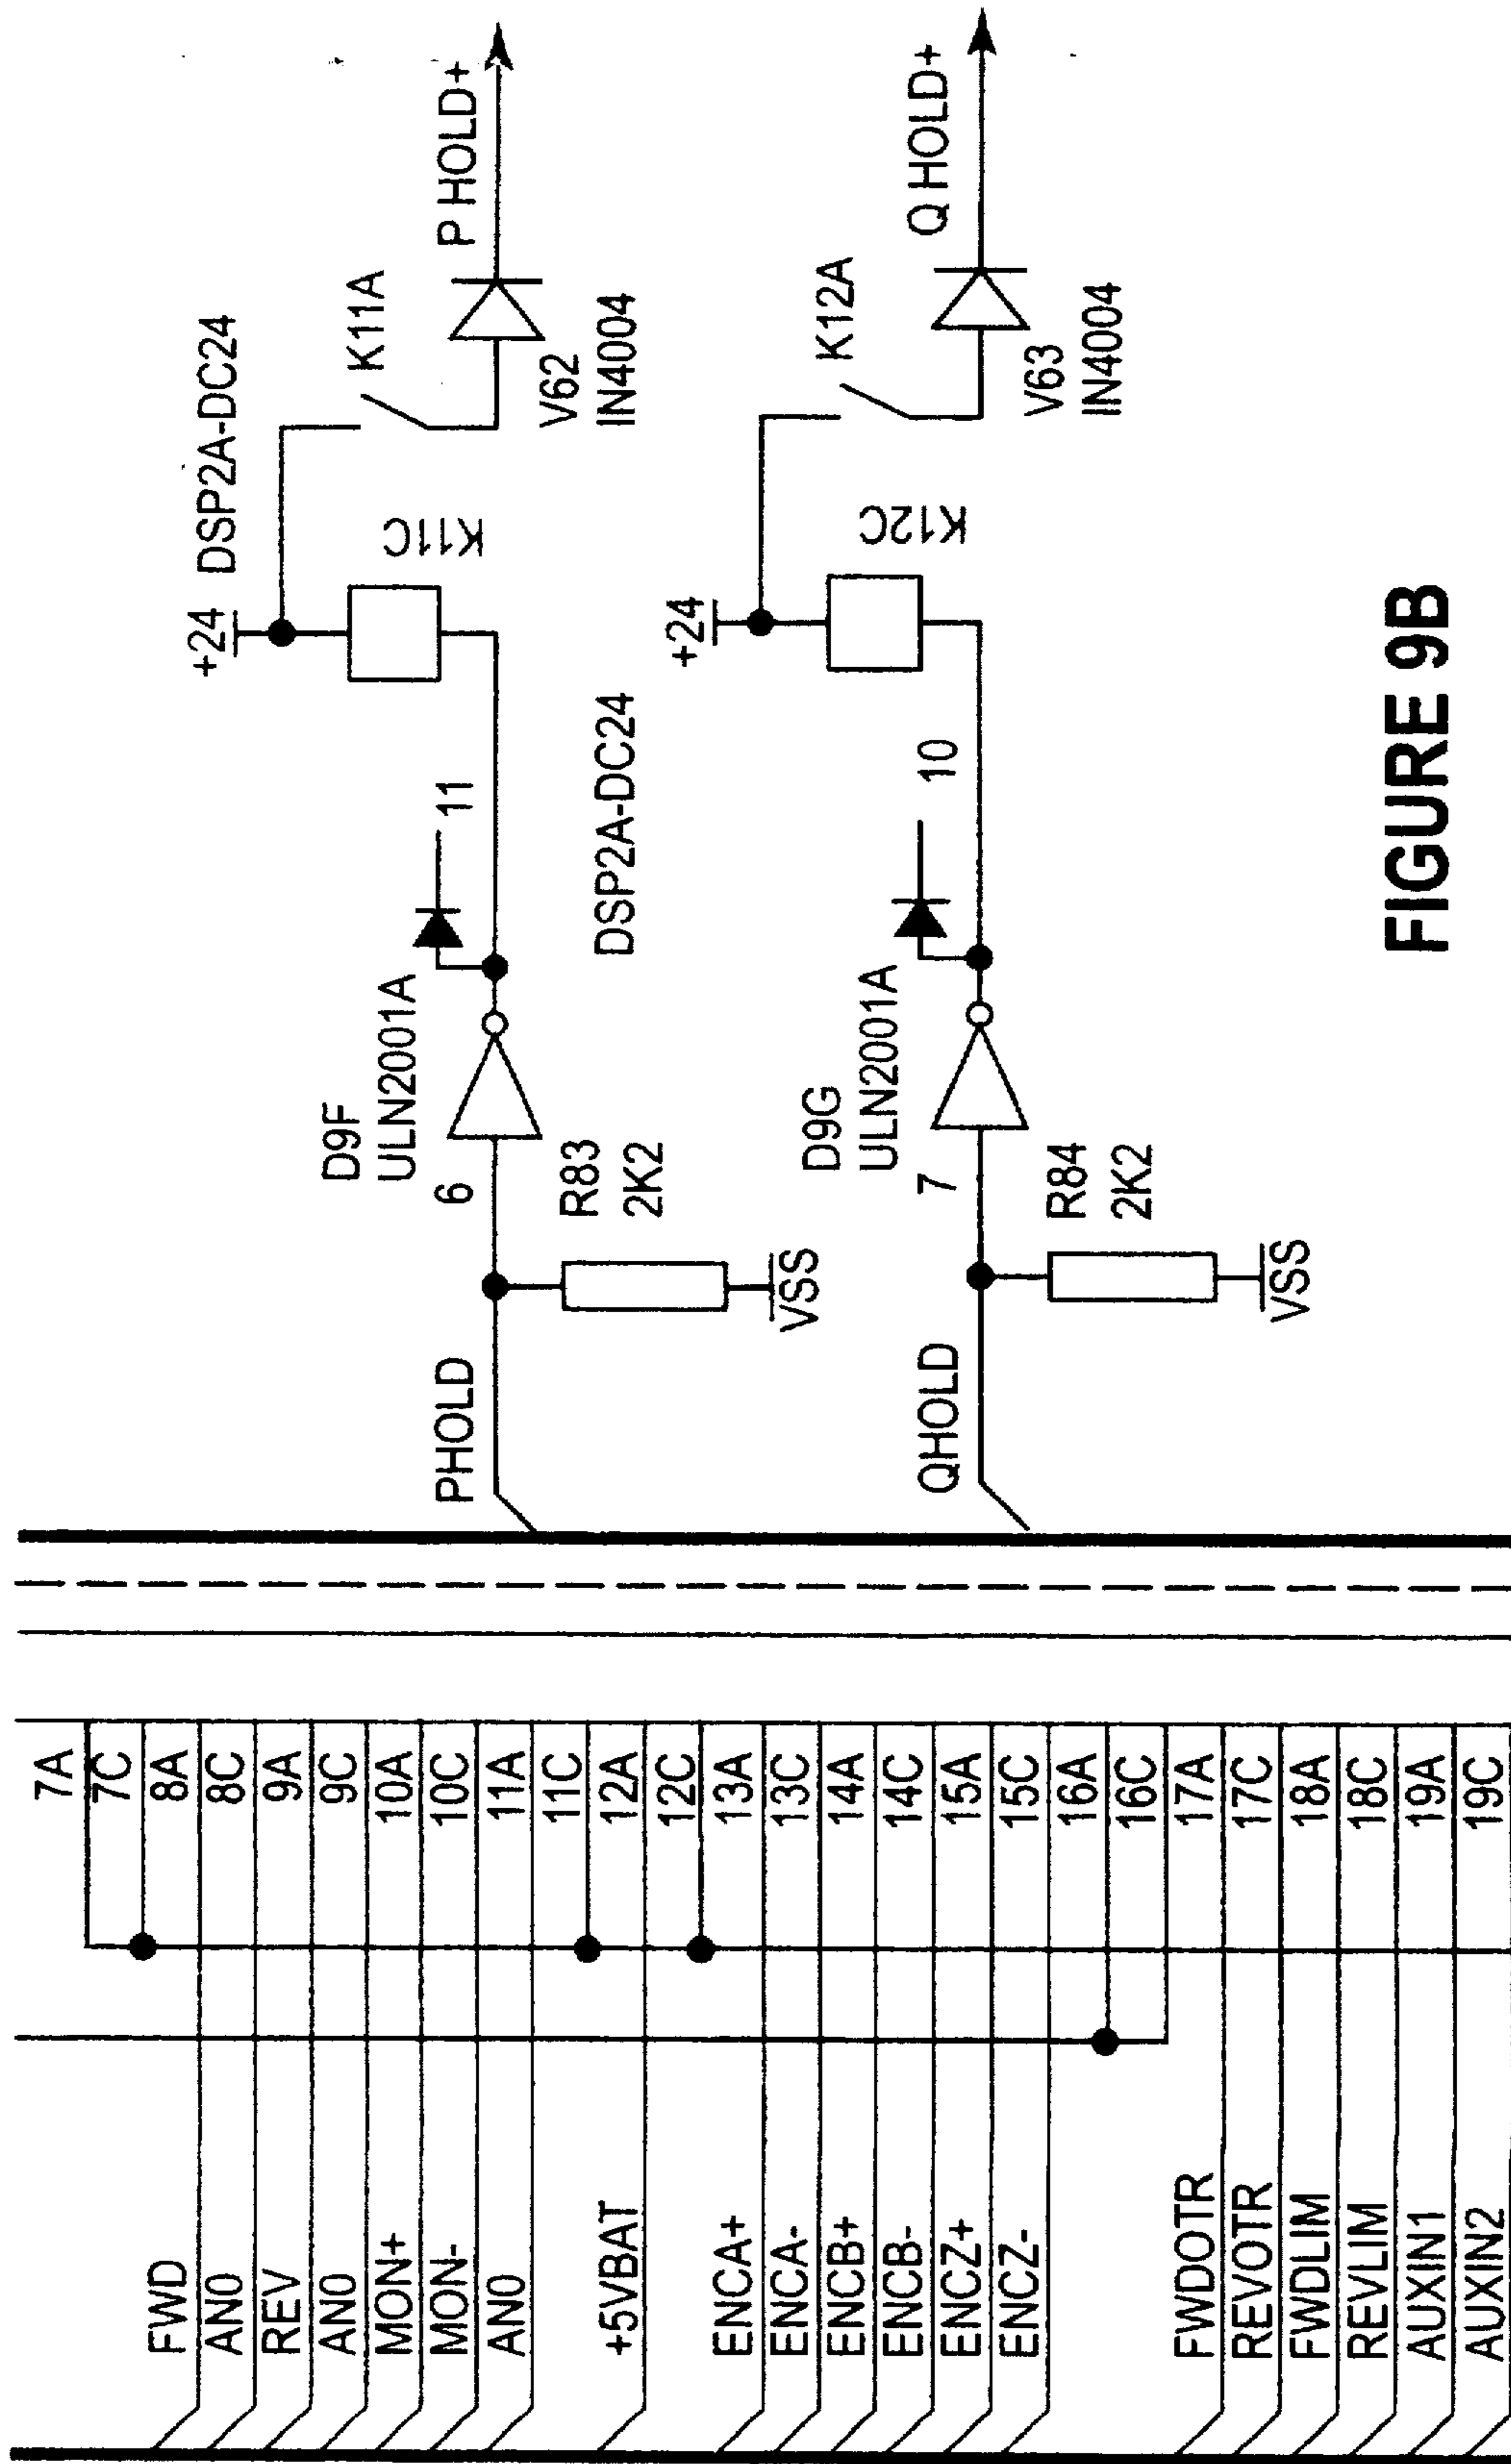 7A
7C
FWD 8A
AN0 8C
REV 9A
AN0 9C
MON+ 10A
MON- 10C
AN0 11A
11C
+5VBAT 12A
12C
ENCA+ 13A
ENCA- 13C
ENCB+ 14A
ENCB- 14C
ENCZ+ 15A
ENCZ- 15C
16A
16C
FWDOTR 17A
REVOTR 17C
FWDLIM 18A
REVLIM 18C
AUXIN1 19A
AUXIN2 19C
+24
DSP2A-DC24
D9F
ULN2001A
K11C
K11A
PHOLD
6
11
P HOLD+
R83
2K2
V62
IN4004
VSS
DSP2A-DC24
+24
D9G
ULN2001A
K12C
K12A
QHOLD
7
10
Q HOLD+
R84
2K2
V63
IN4004
VSS
FIGURE 9B